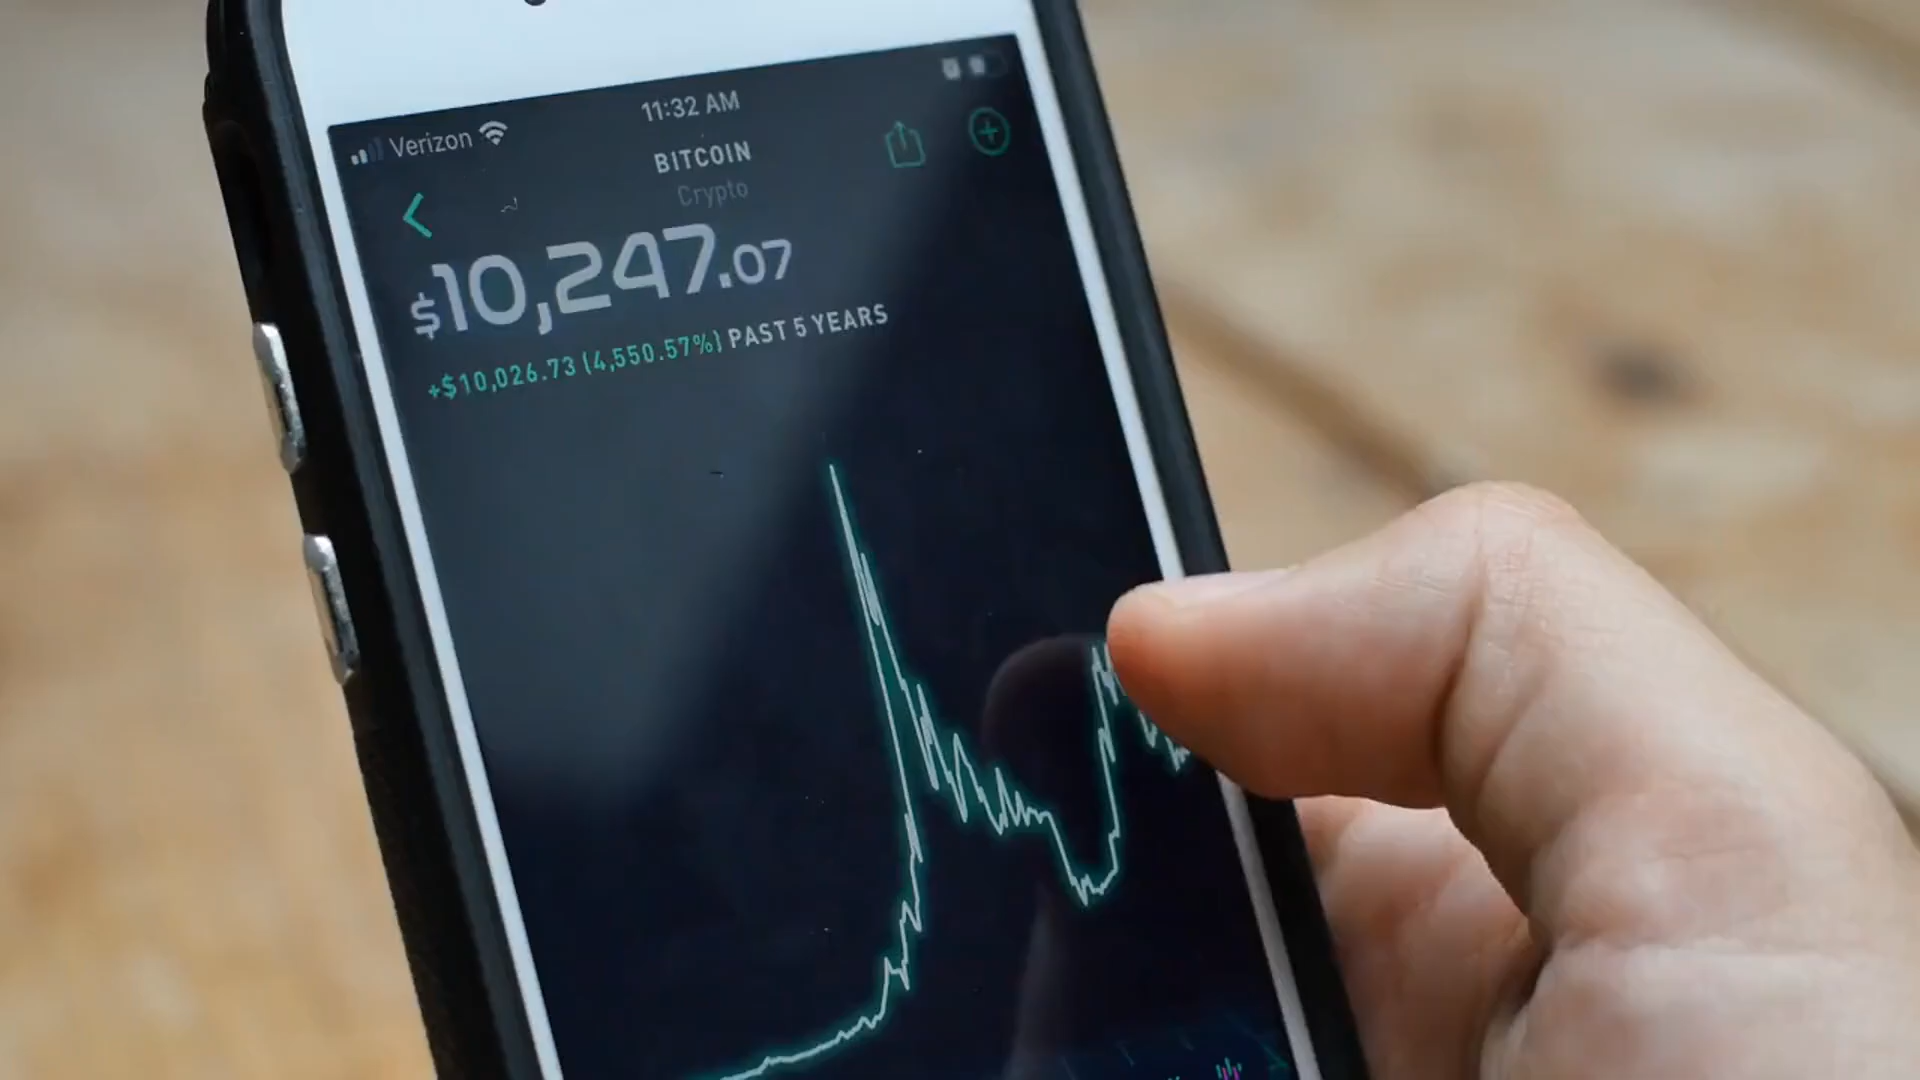 Verizon 11:32 AM
BITCOIN
Crypto
$10,247.07
+$10,026.73 (4,550.57%) PAST 5 YEARS